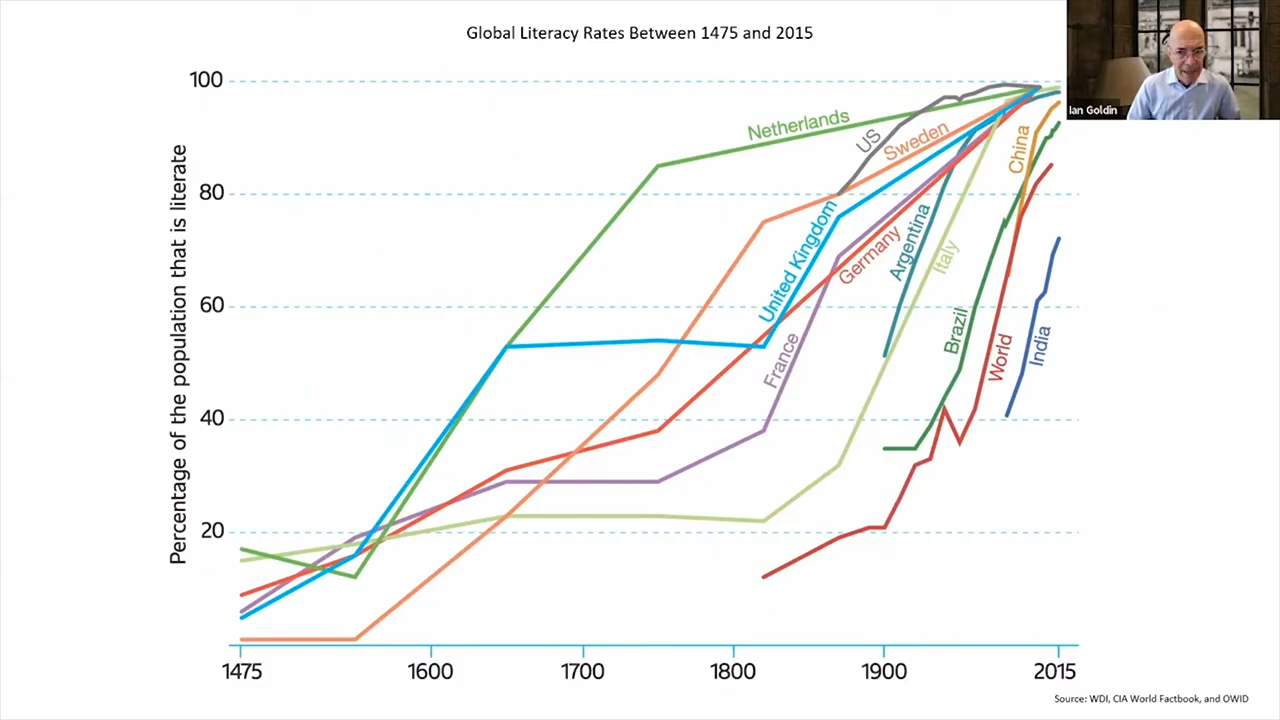 Global Literacy Rates Between 1475 and 2015
Ian Goldin
Percentage of the population that is literate
100
80
60
40
20
Netherlands
US
Sweden
China
United Kingdom
Germany
Argentina
Italy
France
Brazil
World
India
1475
1600
1700
1800
1900
2015
Source: WDI, CIA World Factbook, and OWID